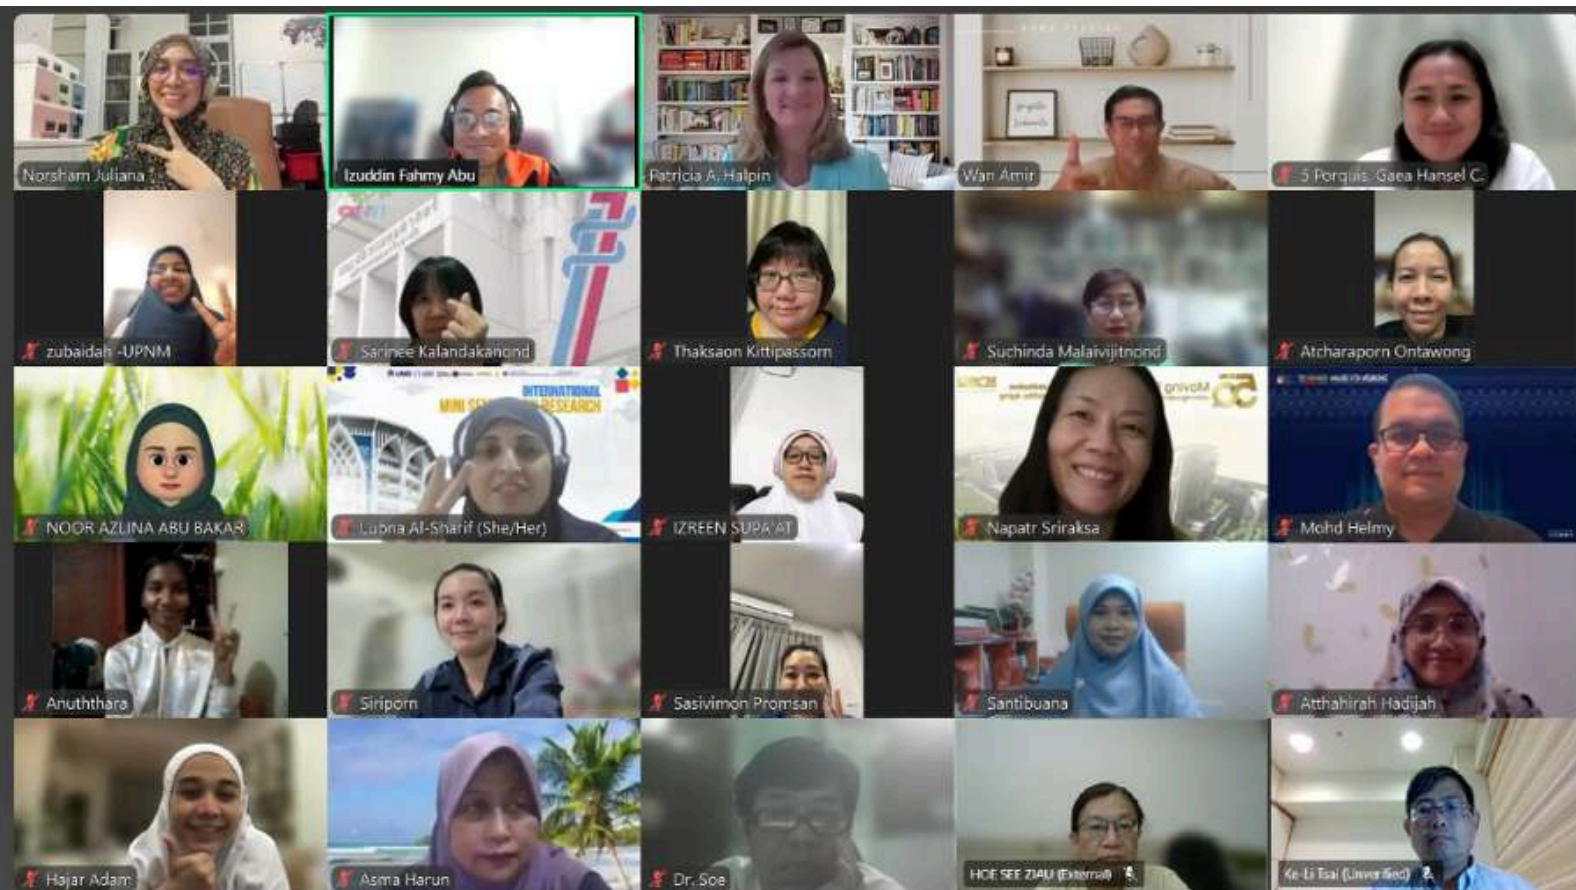 Norsham Juliana
Izuddin Fahmy Abu
Patricia A. Halpin
Wan Amir
5 Porquis, Gaea Hansel C.
zubaidah -UPNM
Sarinee Kalandakanond
Thaksaon Kittipassorn
Suchinda Malaivijitnond
Atcharaporn Ontawong
INTERNATIONAL
MINI RESEARCH
50 Moving
NOOR AZLINA ABU BAKAR
Lubna Al-Sharif (She/Her)
IZREEN SUPA'AT
Napatr Sriraksa
Mohd Helmy
Anuththara
Siriporn
Sasivimon Promsan
Santibuana
Atthahirah Hadijah
Hajar Adam
Asma Harun
Dr. Soe
HOE SEE ZIAU (External)
Ke-Li Tsai (Unverified)